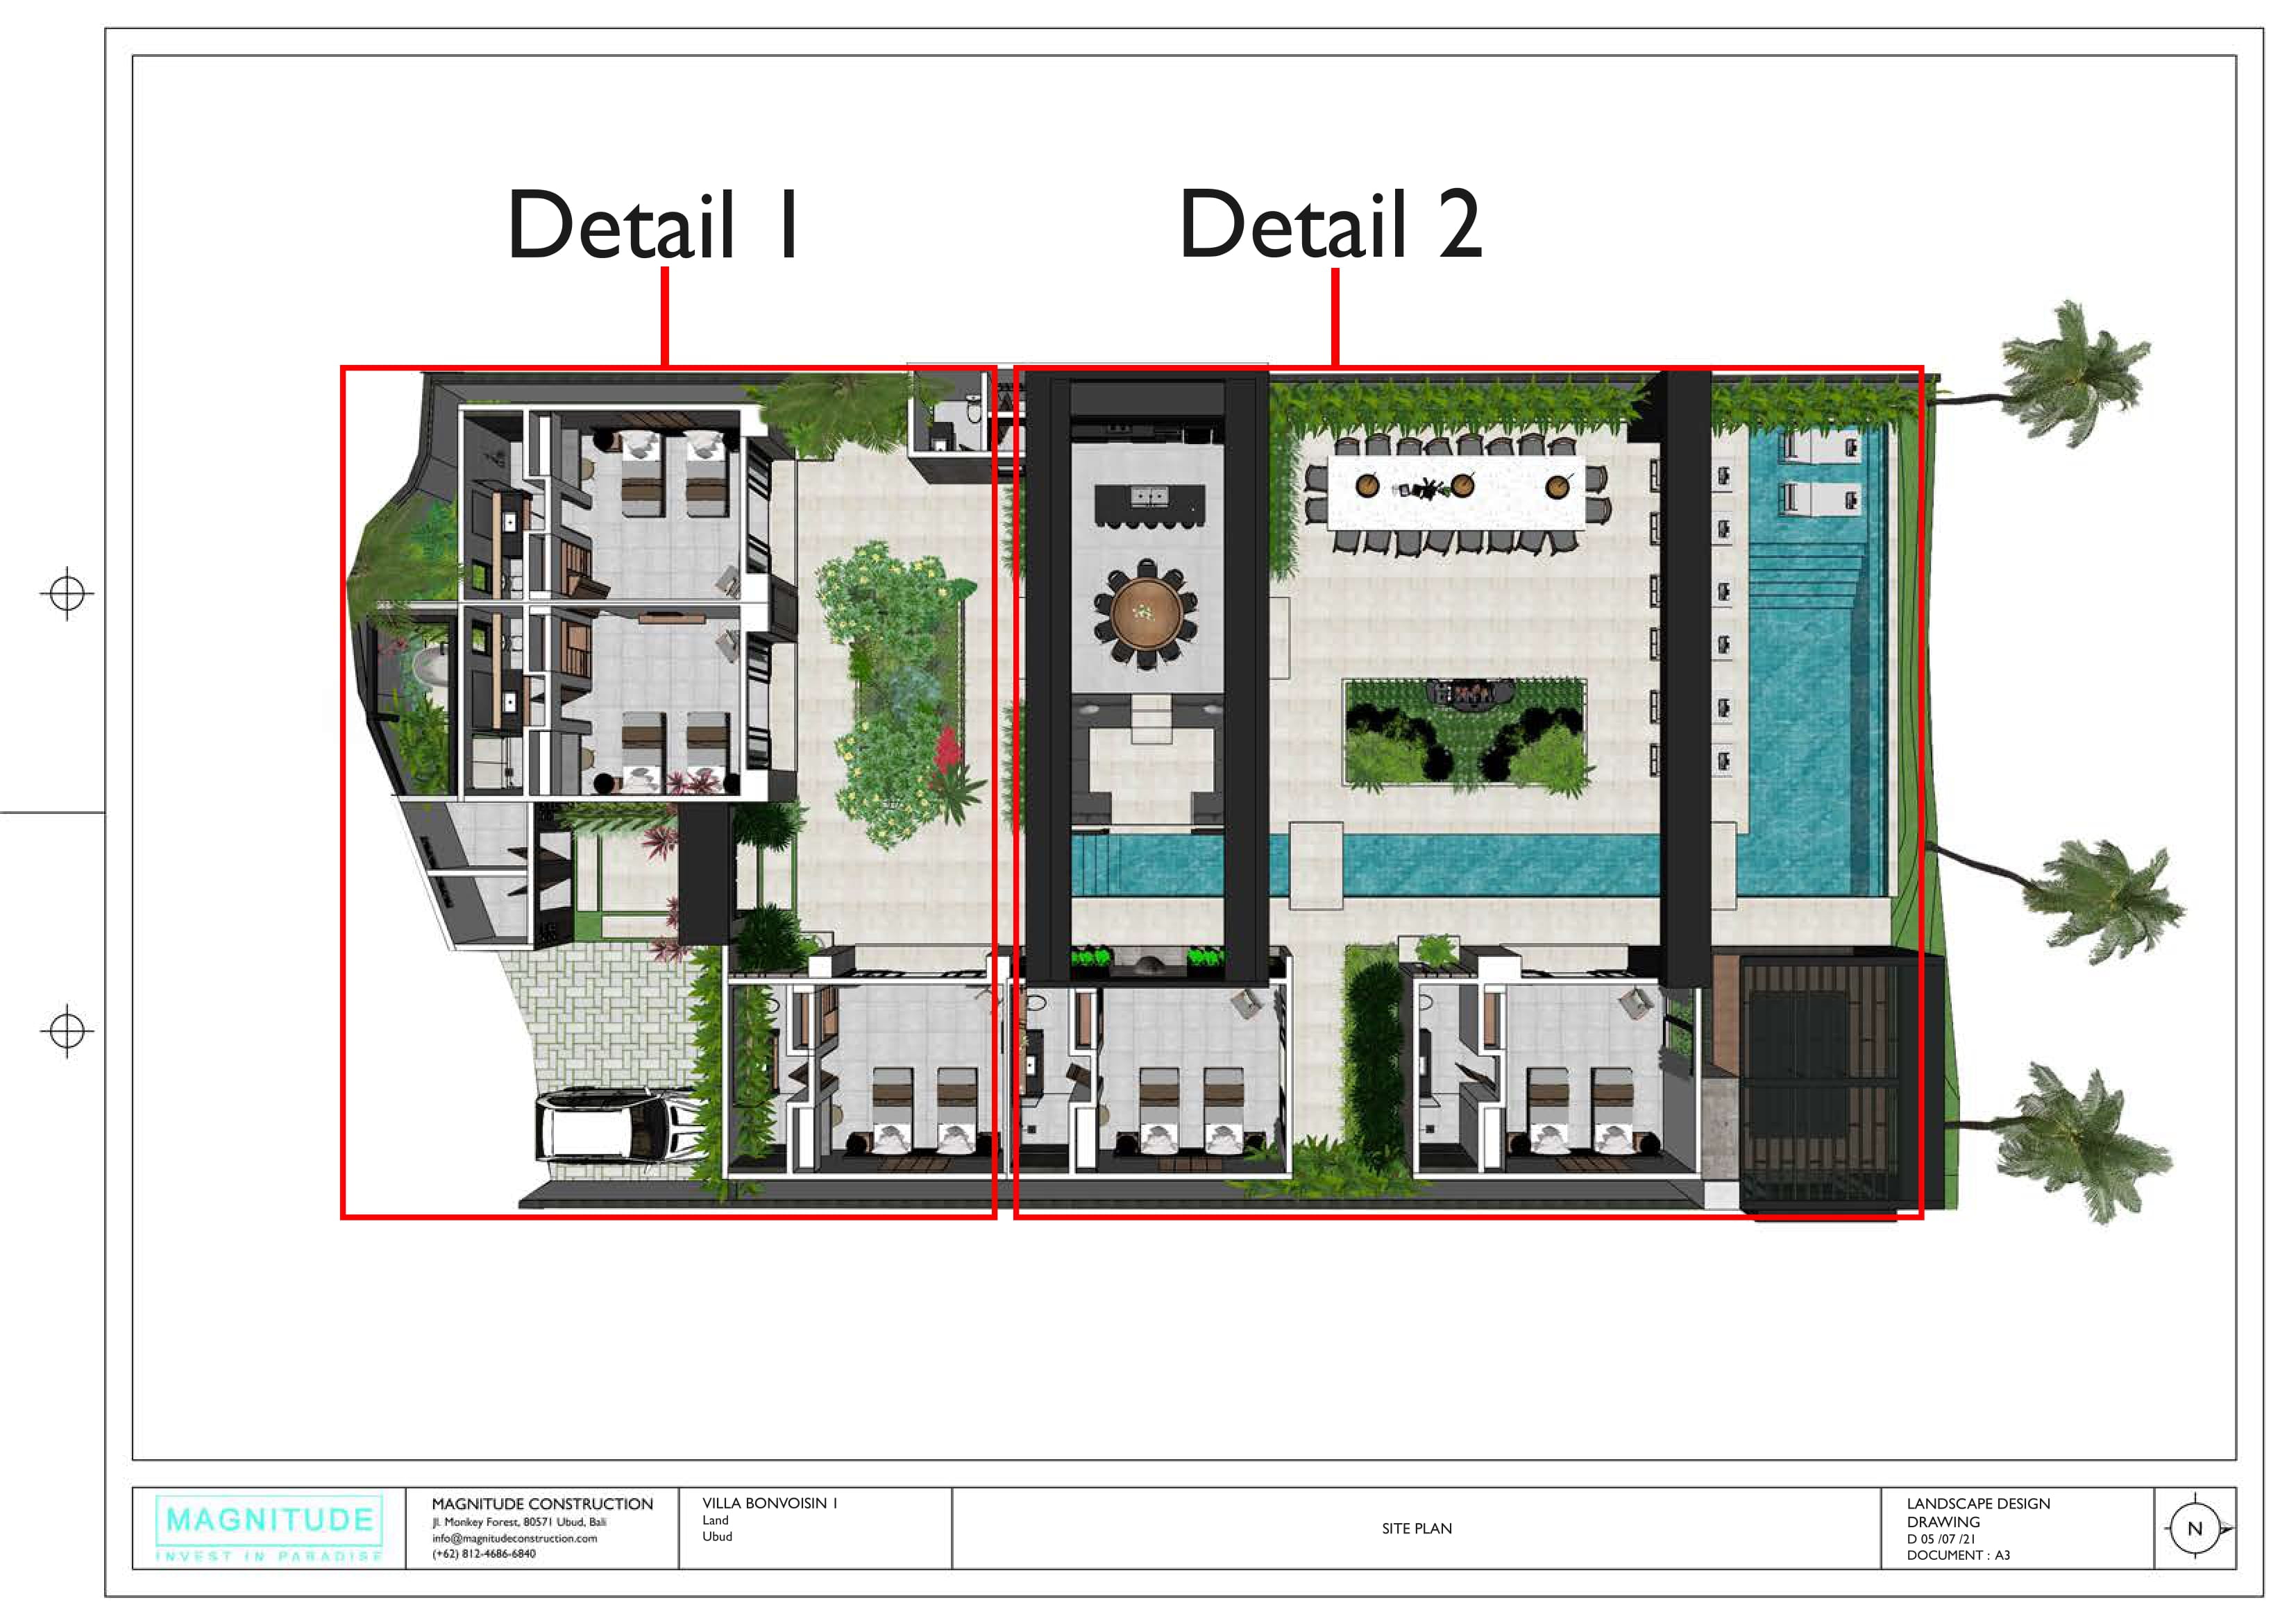 Detail 1
Detail 2
MAGNITUDE
INVEST IN PARADISE
MAGNITUDE CONSTRUCTION
Jl. Monkey Forest, 80571 Ubud, Bali
info@magnitudeconstruction.com
(+62) 812-4686-6840
VILLA BONVOISIN 1
Land
Ubud
SITE PLAN
LANDSCAPE DESIGN
DRAWING
D 05 /07 /21
DOCUMENT : A3
N